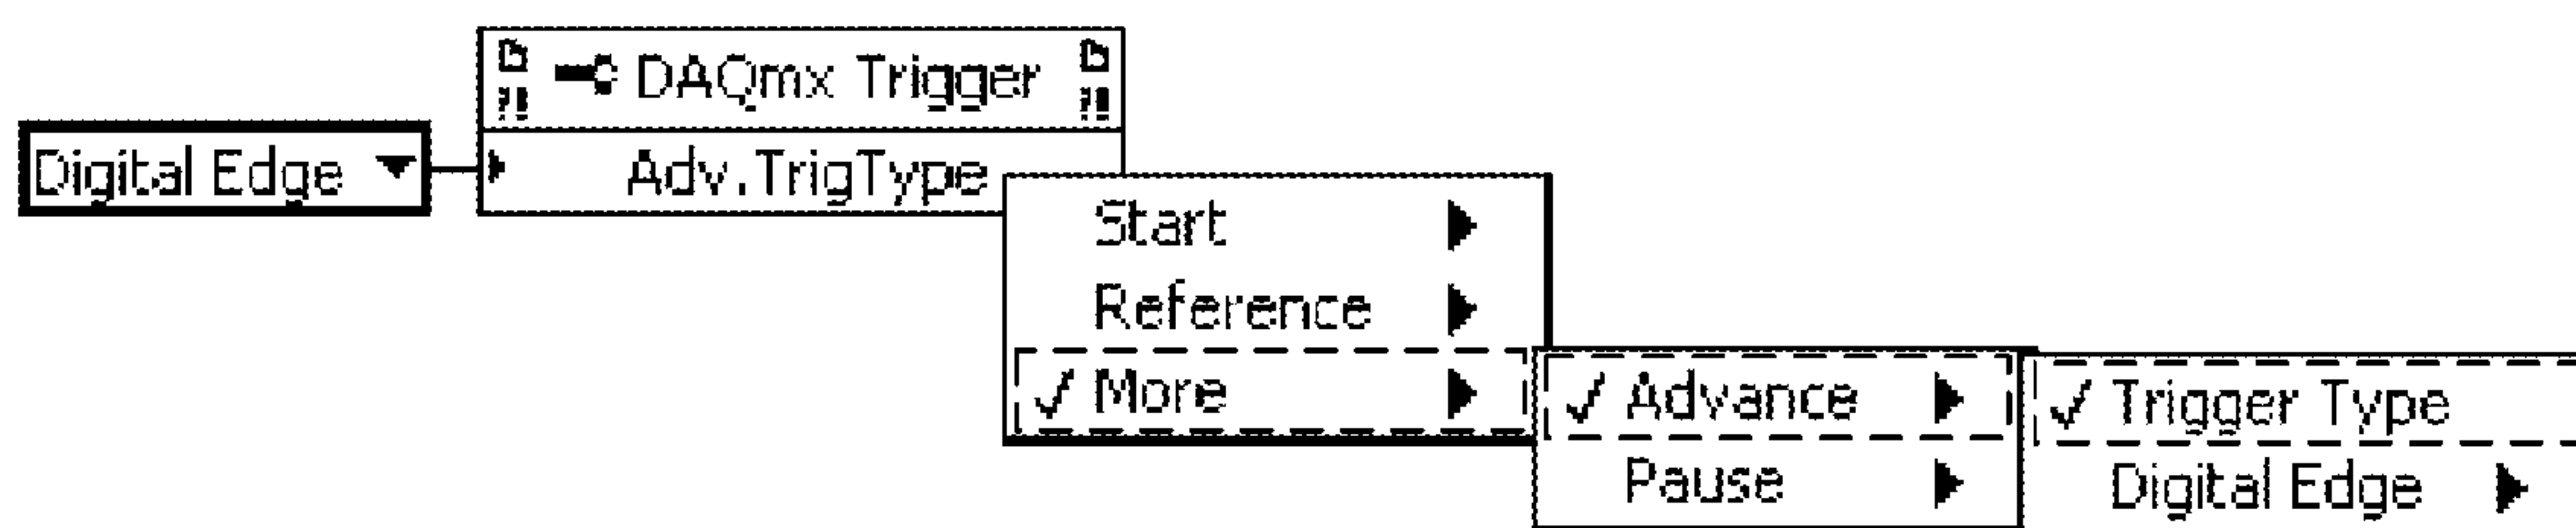 DAQmx Trigger
Digital Edge
Adv.TrigType
Start
Reference
More
Advance
Trigger Type
Pause
Digital Edge